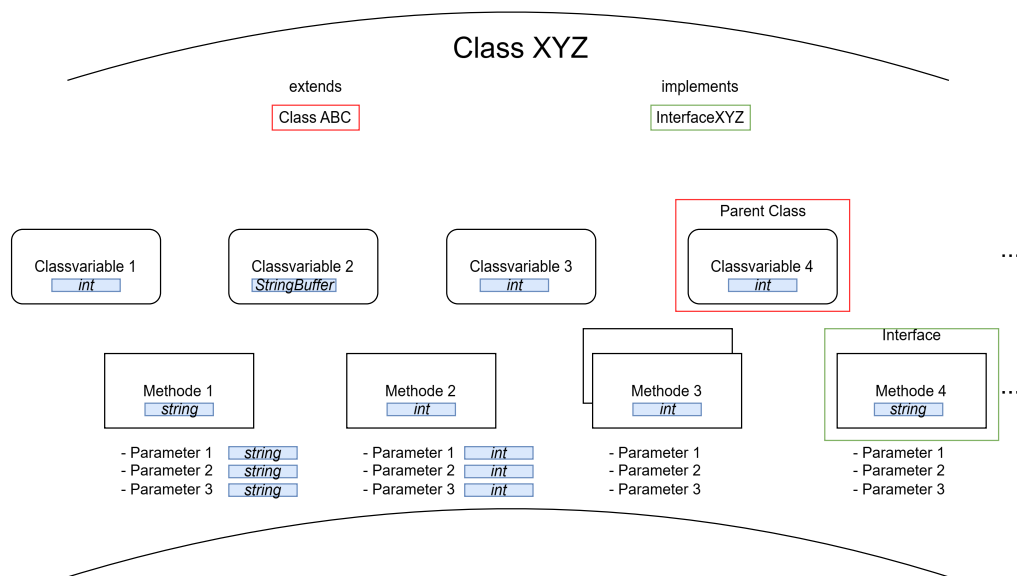 Class XYZ
extends
implements
Class ABC
InterfaceXYZ
Parent Class
Classvariable 1
int
Classvariable 2
StringBuffer
Classvariable 3
int
Classvariable 4
int
...
Interface
Methode 1
string
Methode 2
int
Methode 3
int
Methode 4
string
...
- Parameter 1 string
- Parameter 2 string
- Parameter 3 string
- Parameter 1 int
- Parameter 2 int
- Parameter 3 int
- Parameter 1
- Parameter 2
- Parameter 3
- Parameter 1
- Parameter 2
- Parameter 3